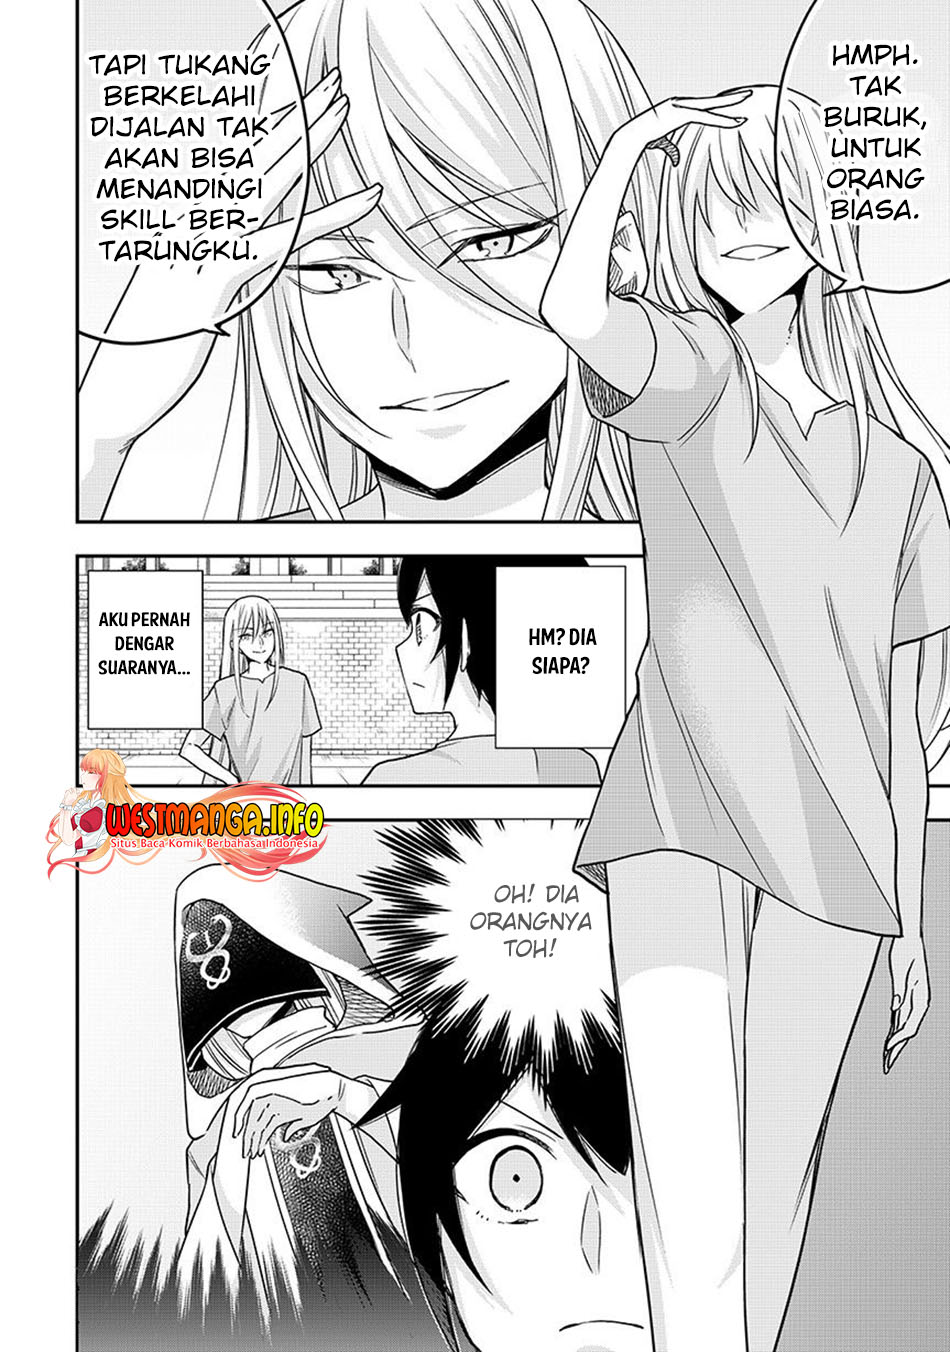 HMPH.
TAK
BURUK,
UNTUK
ORANG
BIASA.
TAPI TUKANG
BERKELAHI
DIJALAN TAK
AKAN BISA
MENANDINGI
SKILL BER-
TARUNGKU.
HM? DIA
SIAPA?
AKU PERNAH
DENGAR
SUARANYA...
WESTMANGA.INFO
Situs Baca Komik Berbahasa Indonesia
OH! DIA
ORANGNYA
TOH!